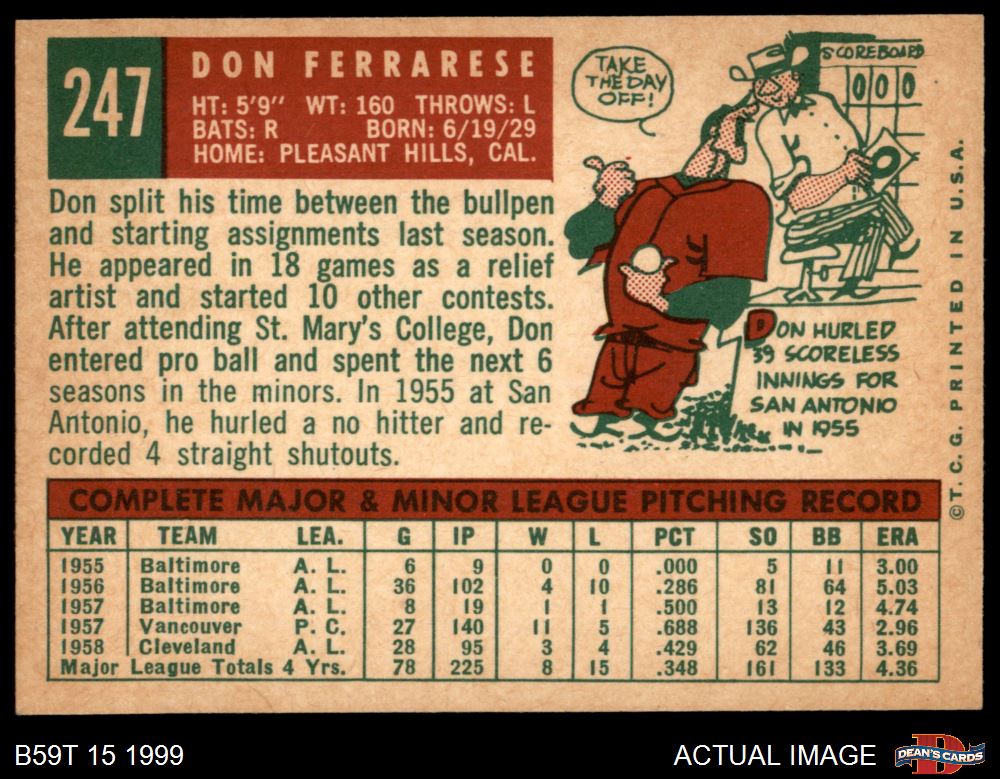 247
DON FERRARESE
HT: 5'9" WT: 160 THROWS: L
BATS: R BORN: 6/19/29
HOME: PLEASANT HILLS, CAL.
TAKE
THE DAY
OFF!
SCOREBOARD
0 0 0
Don split his time between the bullpen
and starting assignments last season.
He appeared in 18 games as a relief
artist and started 10 other contests.
After attending St. Mary's College, Don
entered pro ball and spent the next 6
seasons in the minors. In 1955 at San
Antonio, he hurled a no hitter and re-
corded 4 straight shutouts.
DON HURLED
39 SCORELESS
INNINGS FOR
SAN ANTONIO
IN 1955
©T. C. G. PRINTED IN U.S.A.
COMPLETE MAJOR & MINOR LEAGUE PITCHING RECORD
YEAR TEAM LEA. G IP W L PCT SO BB ERA
1955 Baltimore A. L. 6 9 0 0 .000 5 11 3.00
1956 Baltimore A. L. 36 102 4 10 .286 81 64 5.03
1957 Baltimore A. L. 8 19 1 1 .500 13 12 4.74
1957 Vancouver P. C. 27 140 11 5 .688 136 43 2.96
1958 Cleveland A. L. 28 95 3 4 .429 62 46 3.69
Major League Totals 4 Yrs. 78 225 8 15 .348 161 133 4.36
B59T 15 1999
ACTUAL IMAGE
DEAN'S CARDS